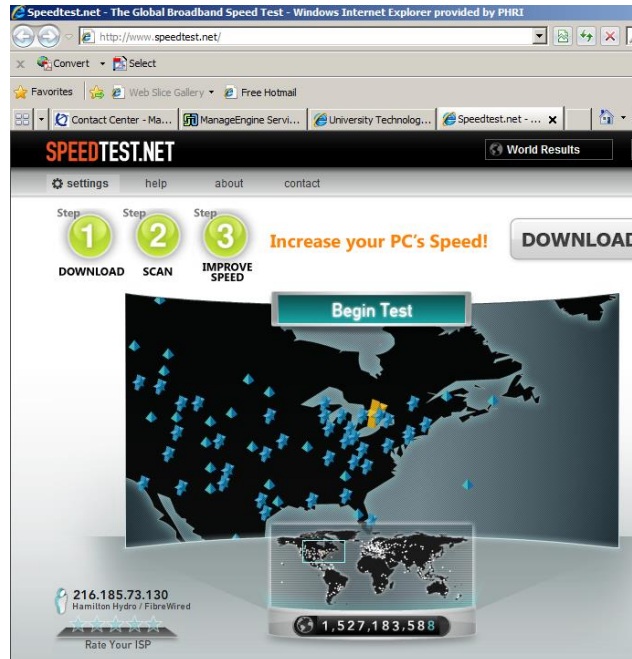 Speedtest.net - The Global Broadband Speed Test - Windows Internet Explorer provided by PHRI
http://www.speedtest.net/
Convert Select
Favorites Web Slice Gallery Free Hotmail
Contact Center - Ma... ManageEngine Servi... University Technolog... Speedtest.net - ...
SPEEDTEST.NET World Results
settings help about contact
Step Step Step
1 2 3 Increase your PC's Speed! DOWNLOAD
DOWNLOAD SCAN IMPROVE SPEED
Begin Test
216.185.73.130
Hamilton Hydro / FibreWired
Rate Your ISP
1,527,183,588